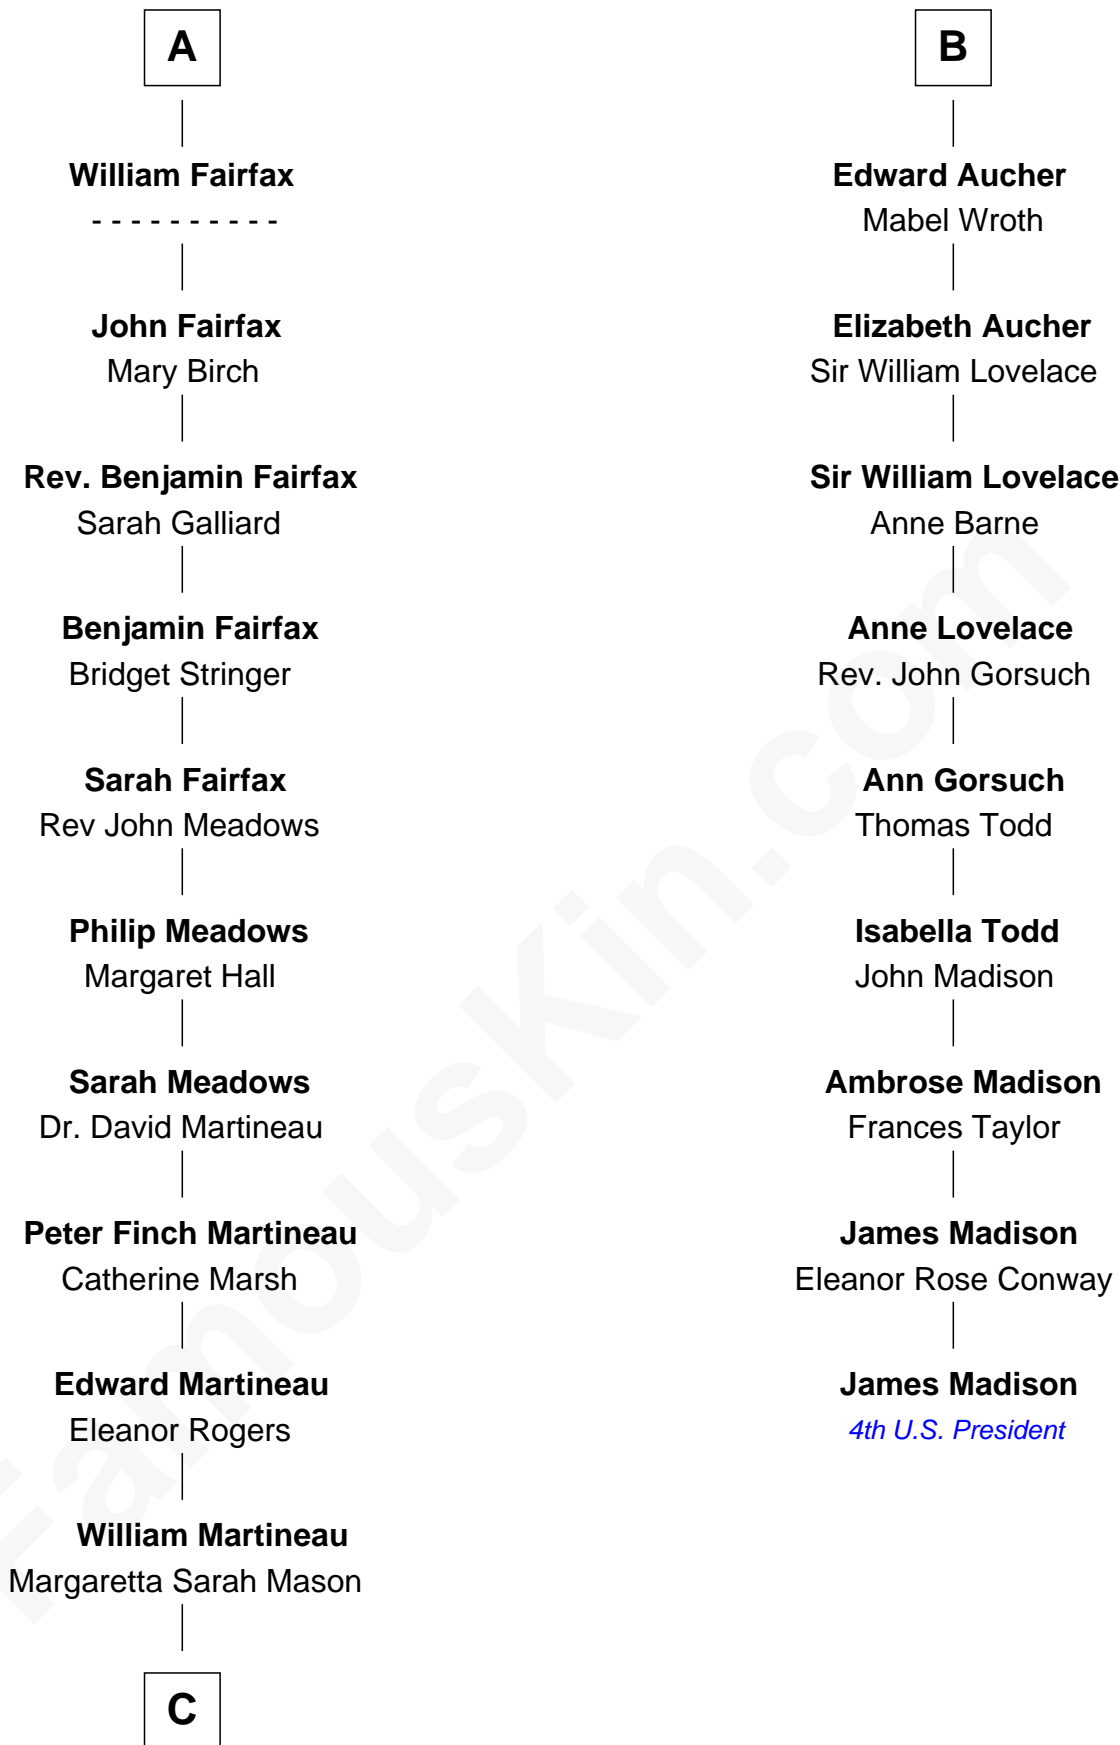 A
William Fairfax
- - - - - - - - - -
John Fairfax
Mary Birch
Rev. Benjamin Fairfax
Sarah Galliard
Benjamin Fairfax
Bridget Stringer
Sarah Fairfax
Rev John Meadows
Philip Meadows
Margaret Hall
Sarah Meadows
Dr. David Martineau
Peter Finch Martineau
Catherine Marsh
Edward Martineau
Eleanor Rogers
William Martineau
Margaretta Sarah Mason
C
B
Edward Aucher
Mabel Wroth
Elizabeth Aucher
Sir William Lovelace
Sir William Lovelace
Anne Barne
Anne Lovelace
Rev. John Gorsuch
Ann Gorsuch
Thomas Todd
Isabella Todd
John Madison
Ambrose Madison
Frances Taylor
James Madison
Eleanor Rose Conway
James Madison
4th U.S. President
FamousKin.com